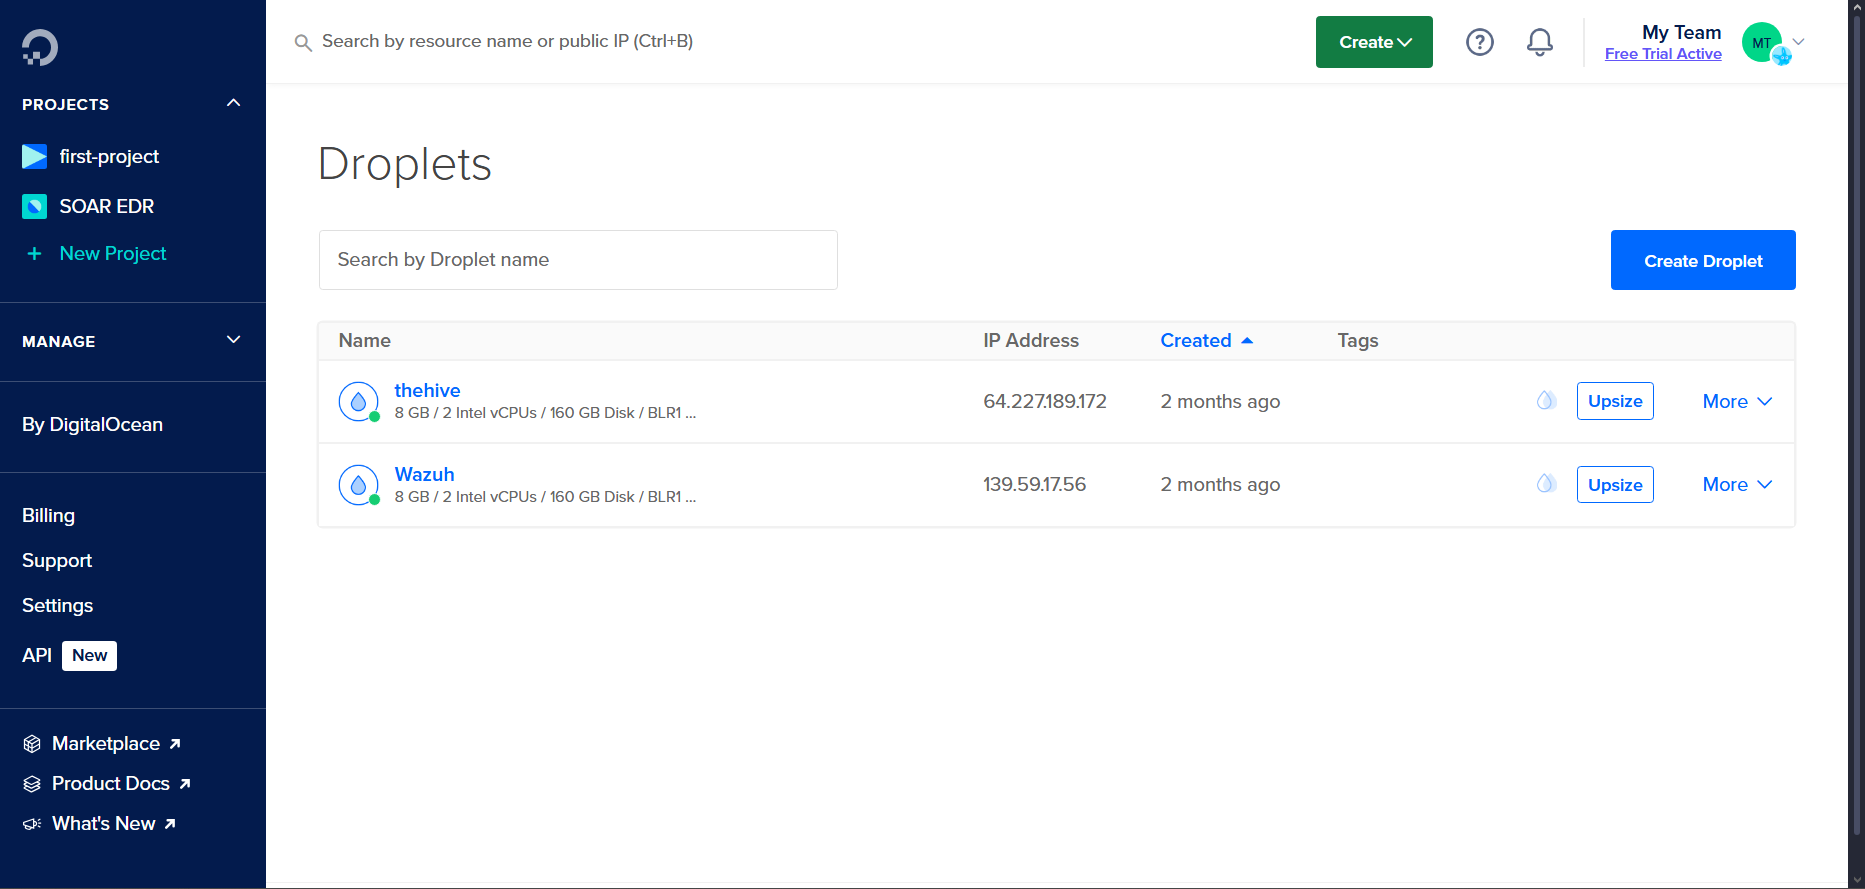 Search by resource name or public IP (Ctrl+B)
Create
My Team
Free Trial Active
MT
PROJECTS
first-project
SOAR EDR
+ New Project
MANAGE
By DigitalOcean
Billing
Support
Settings
API New
Marketplace
Product Docs
What's New
Droplets
Search by Droplet name
Create Droplet
Name IP Address Created Tags
thehive
8 GB / 2 Intel vCPUs / 160 GB Disk / BLR1 ...
64.227.189.172 2 months ago Upsize More
Wazuh
8 GB / 2 Intel vCPUs / 160 GB Disk / BLR1 ...
139.59.17.56 2 months ago Upsize More